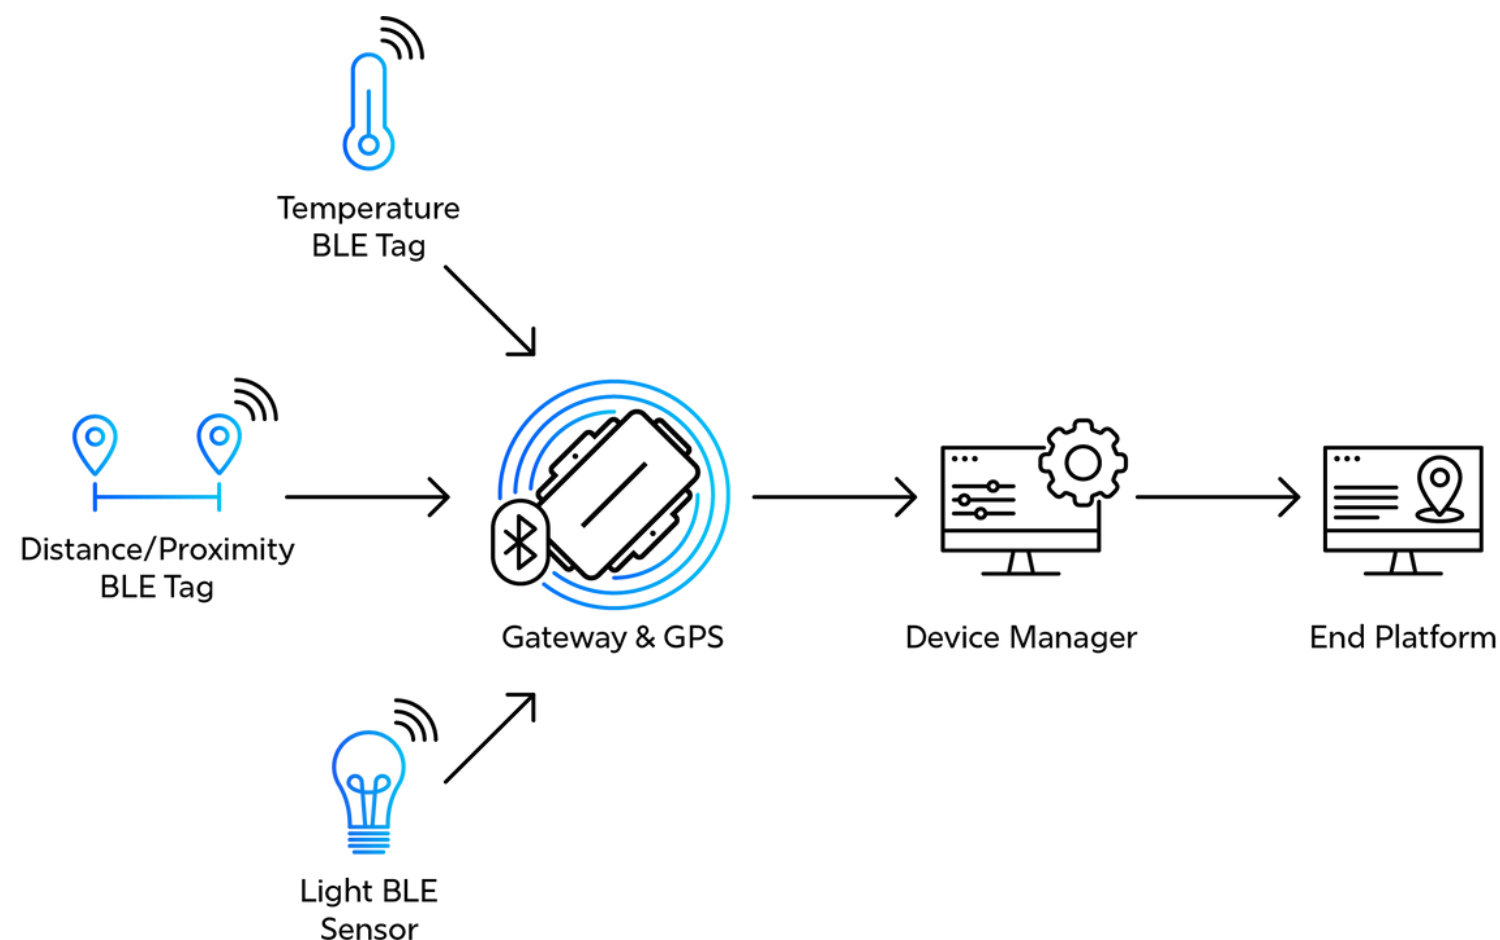 Temperature
BLE Tag
Distance/Proximity
BLE Tag
Gateway & GPS
Device Manager
End Platform
Light BLE
Sensor